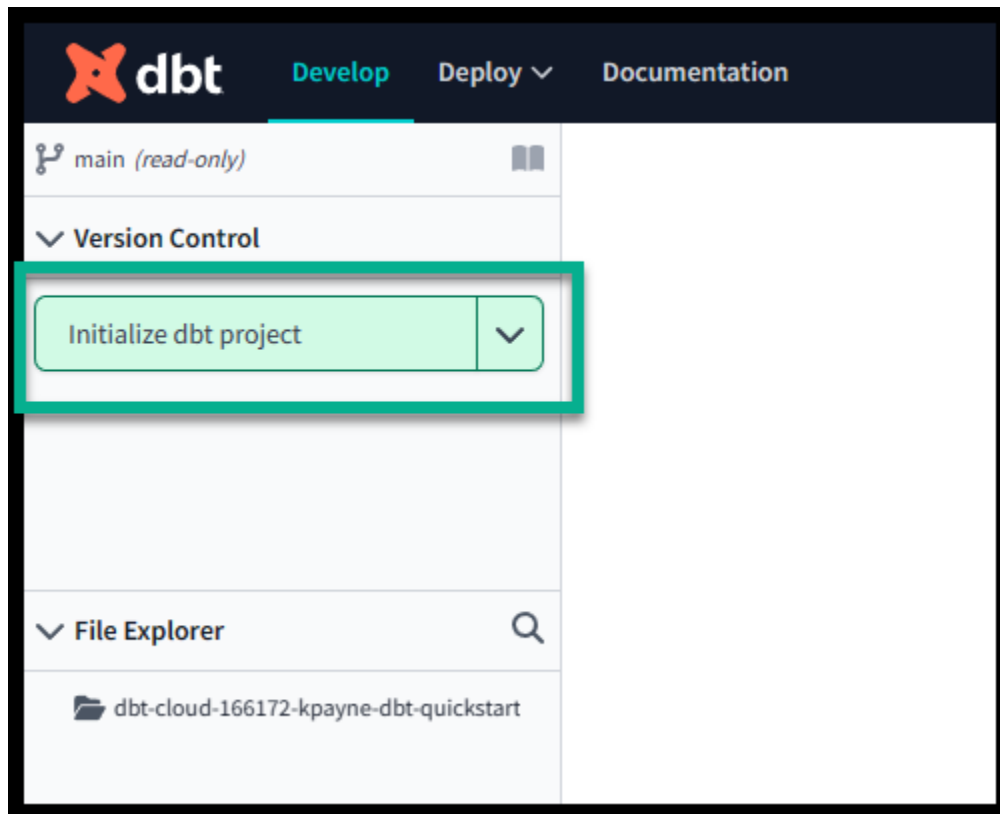 dbt Develop Deploy Documentation
main (read-only)
Version Control
Initialize dbt project
File Explorer
dbt-cloud-166172-kpayne-dbt-quickstart